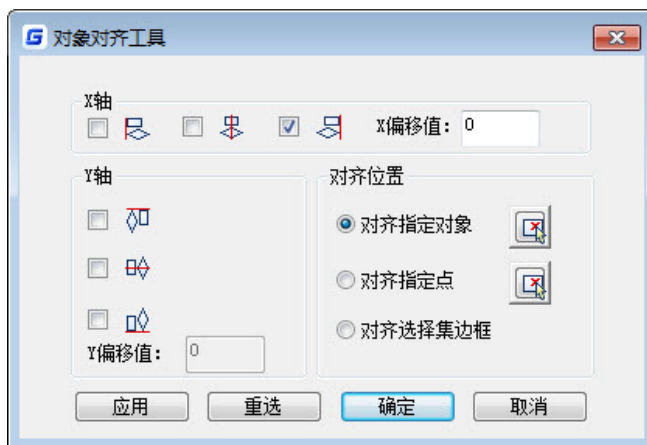 对象对齐工具
X轴
X偏移值: 0
Y轴
Y偏移值: 0
对齐位置
对齐指定对象
对齐指定点
对齐选择集边框
应用 重选 确定 取消